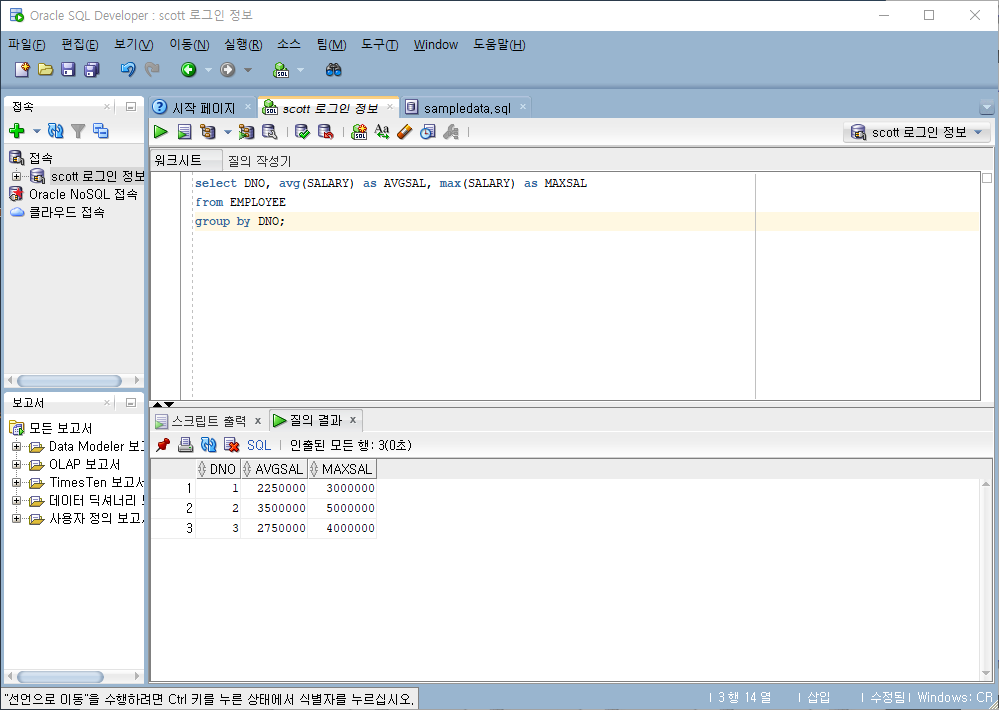 Oracle SQL Developer : scott 로그인 정보
파일(F) 편집(E) 보기(V) 이동(N) 실행(R) 소스 팀(M) 도구(T) Window 도움말(H)
접속
시작 페이지 scott 로그인 정보 sampledata.sql
scott 로그인 정보
워크시트 질의 작성기
접속
scott 로그인 정보
Oracle NoSQL 접속
클라우드 접속
select DNO, avg(SALARY) as AVGSAL, max(SALARY) as MAXSAL
from EMPLOYEE
group by DNO;
보고서
모든 보고서
Data Modeler 보
OLAP 보고서
TimesTen 보고서
데이터 딕셔너리
사용자 정의 보고서
스크립트 출력 x 질의 결과 x
SQL | 인출된 모든 행: 3(0초)
DNO AVGSAL MAXSAL
1 1 2250000 3000000
2 2 3500000 5000000
3 3 2750000 4000000
"선언으로 이동"을 수행하려면 Ctrl 키를 누른 상태에서 식별자를 누르십시오.
3 행 14 열 | 삽입 | 수정됨 | Windows: CR